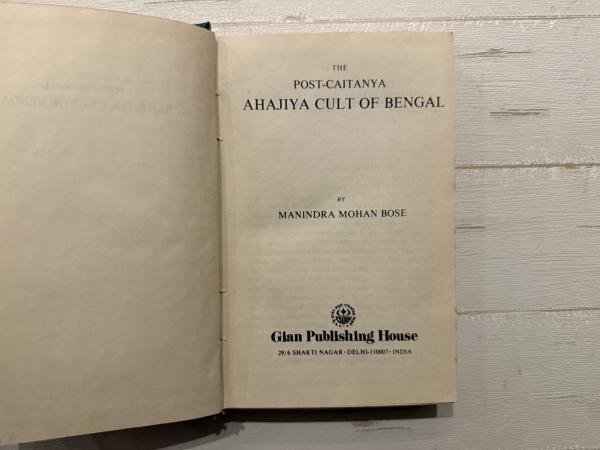 THE
POST-CAITANYA
AHAJIYA CULT OF BENGAL
BY
MANINDRA MOHAN BOSE
Gian Publishing House
29/6 SHAKTI NAGAR · DELHI-110007 · INDIA